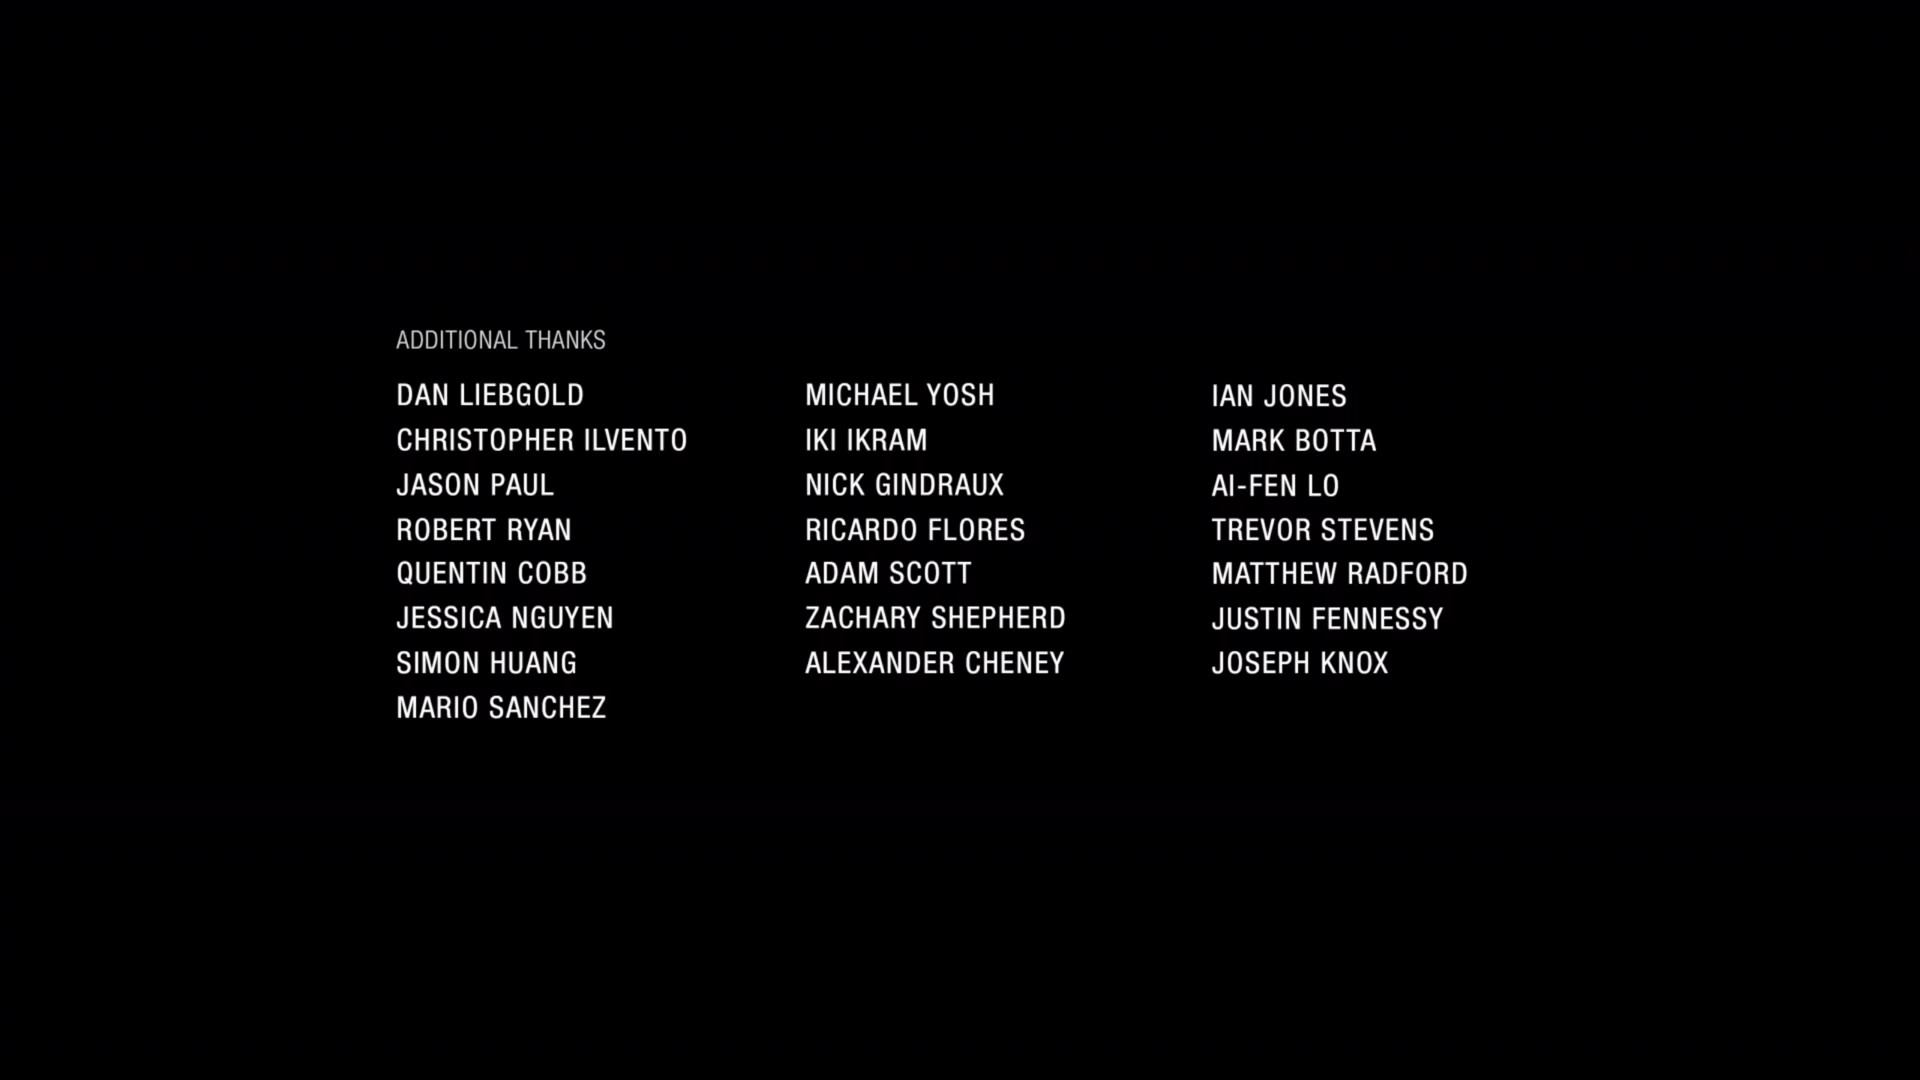 ADDITIONAL THANKS
DAN LIEBGOLD
CHRISTOPHER ILVENTO
JASON PAUL
ROBERT RYAN
QUENTIN COBB
JESSICA NGUYEN
SIMON HUANG
MARIO SANCHEZ
MICHAEL YOSH
IKI IKRAM
NICK GINDRAUX
RICARDO FLORES
ADAM SCOTT
ZACHARY SHEPHERD
ALEXANDER CHENEY
IAN JONES
MARK BOTTA
AI-FEN LO
TREVOR STEVENS
MATTHEW RADFORD
JUSTIN FENNESSY
JOSEPH KNOX